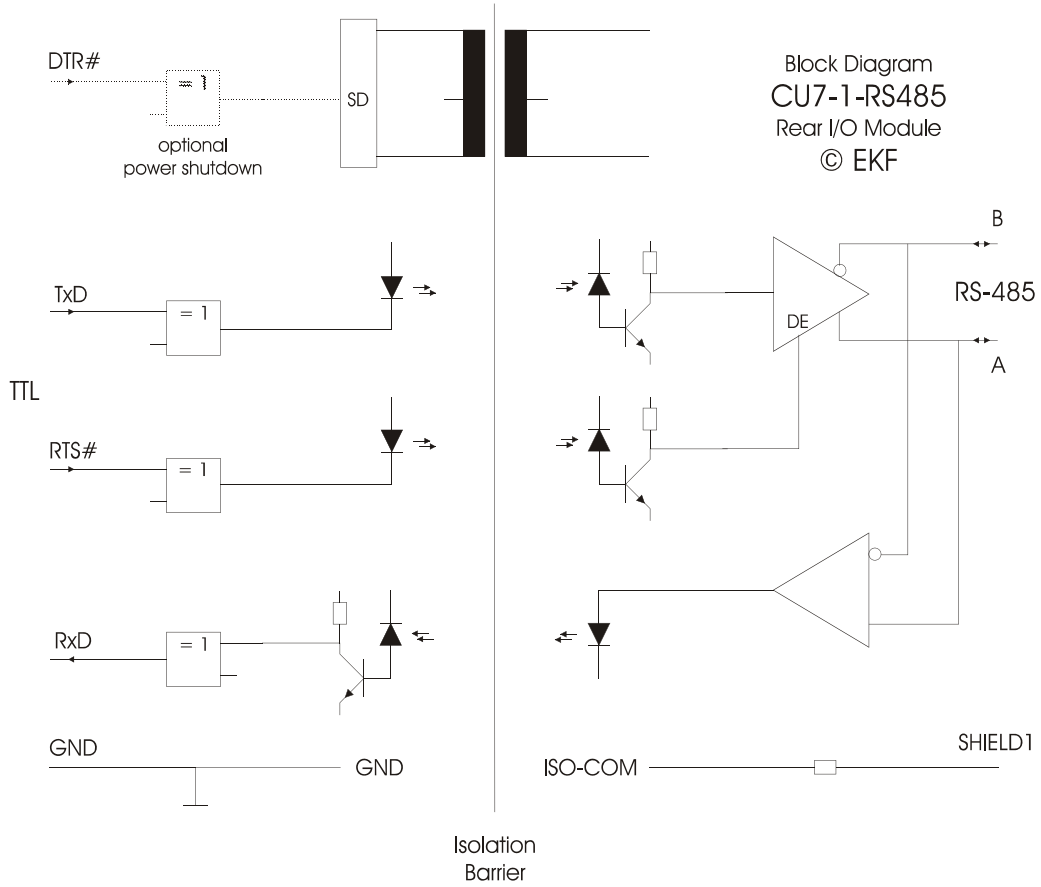 DTR#
= 1
SD
optional
power shutdown
Block Diagram
CU7-1-RS485
Rear I/O Module
© EKF
B
TxD
= 1
DE
RS-485
A
TTL
RTS#
= 1
RxD
= 1
GND
GND
ISO-COM
SHIELD1
Isolation
Barrier